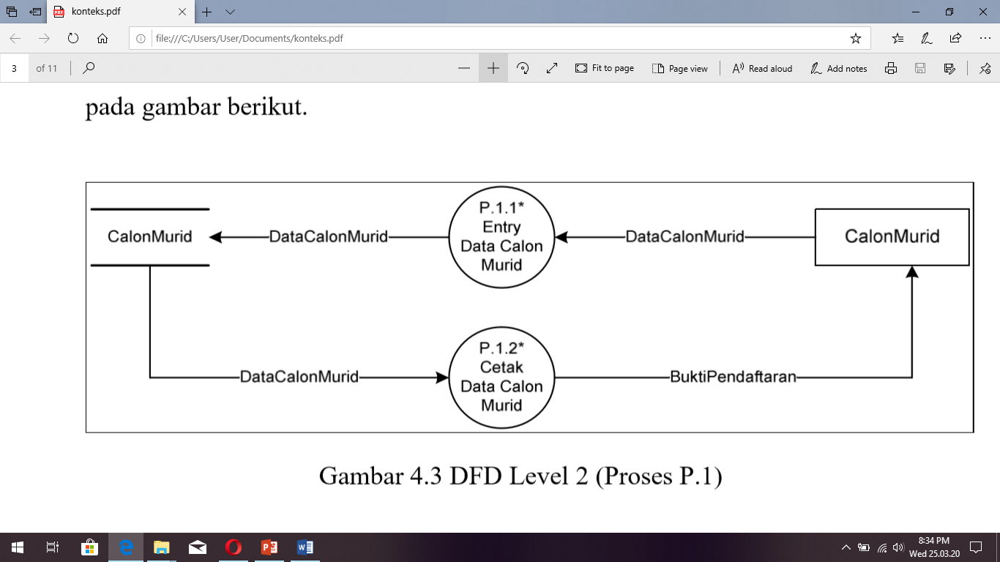 konteks.pdf
file:///C:/Users/User/Documents/konteks.pdf
3 of 11
Fit to page
Page view
Read aloud
Add notes
pada gambar berikut.
CalonMurid
DataCalonMurid
P.1.1*
Entry
Data Calon
Murid
DataCalonMurid
CalonMurid
DataCalonMurid
P.1.2*
Cetak
Data Calon
Murid
BuktiPendaftaran
Gambar 4.3 DFD Level 2 (Proses P.1)
8:34 PM
Wed 25.03.20